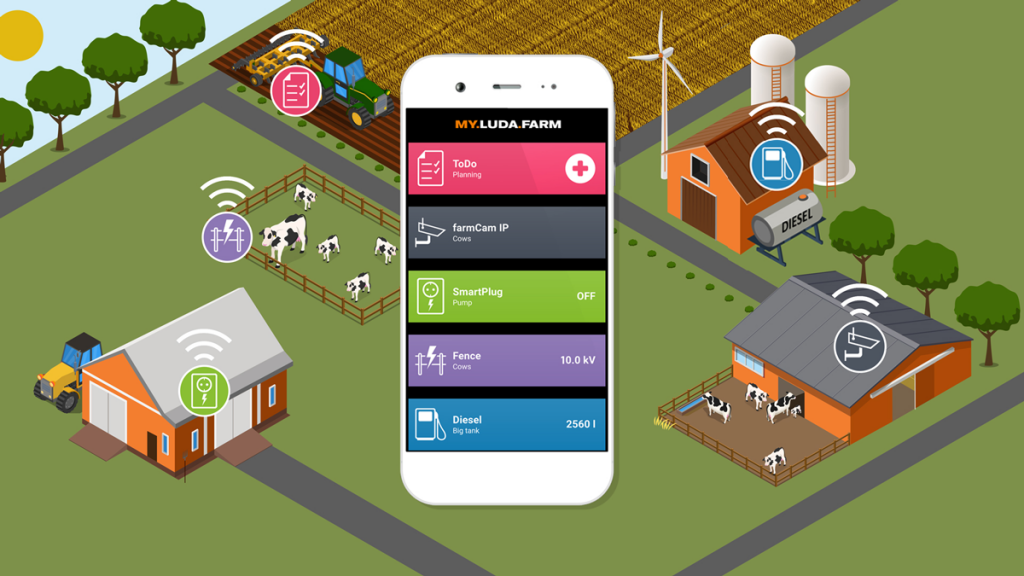 MY.LUDA.FARM
ToDo
Planning
farmCam IP
Cows
SmartPlug
Pump
OFF
Fence
Cows
10.0 kV
Diesel
Big tank
2560 l
DIESEL